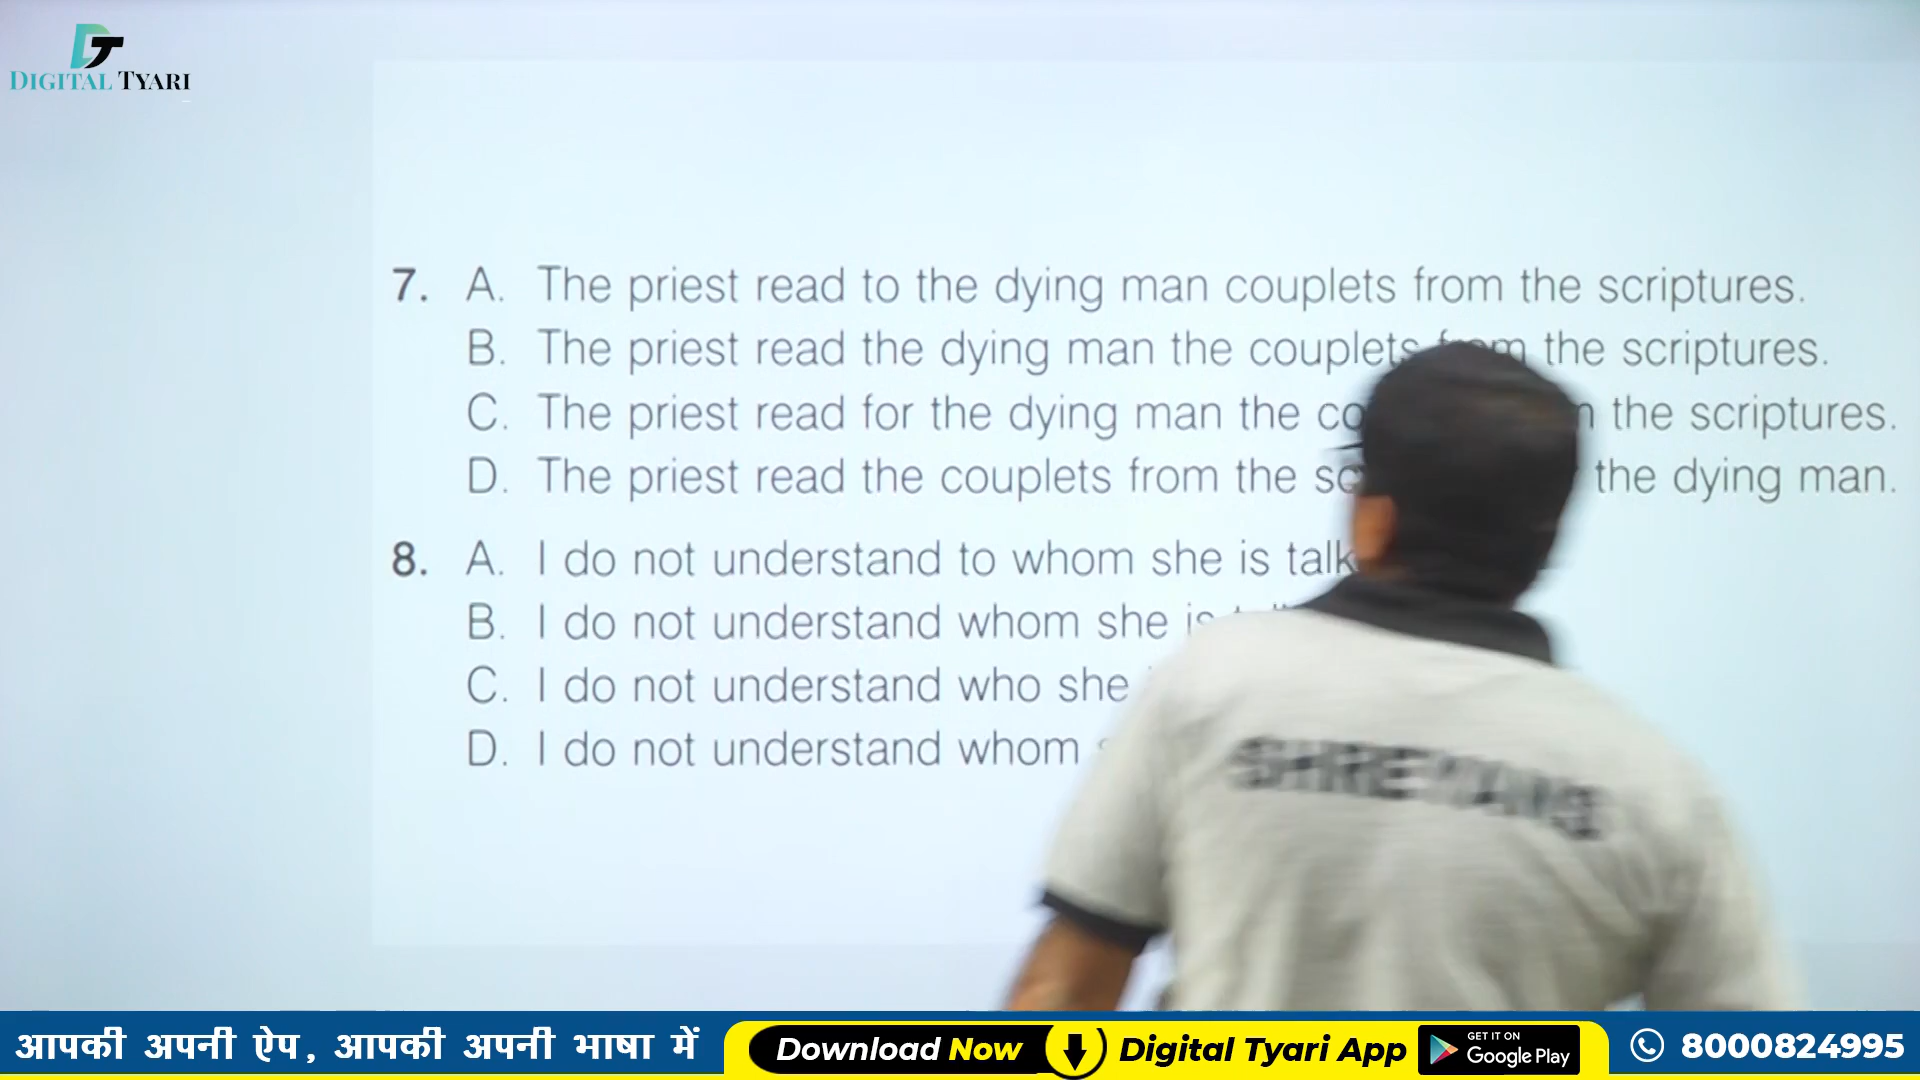 DT
DIGITAL TYARI
7. A. The priest read to the dying man couplets from the scriptures.
B. The priest read the dying man the couplets from the scriptures.
C. The priest read for the dying man the the scriptures.
D. The priest read the couplets from the the dying man.
8. A. I do not understand to whom she is
B. I do not understand whom she is
C. I do not understand who she
D. I do not understand whom
SHREYANS
आपकी अपनी ऐप, आपकी अपनी भाषा में
Download Now
Digital Tyari App
GET IT ON
Google Play
8000824995